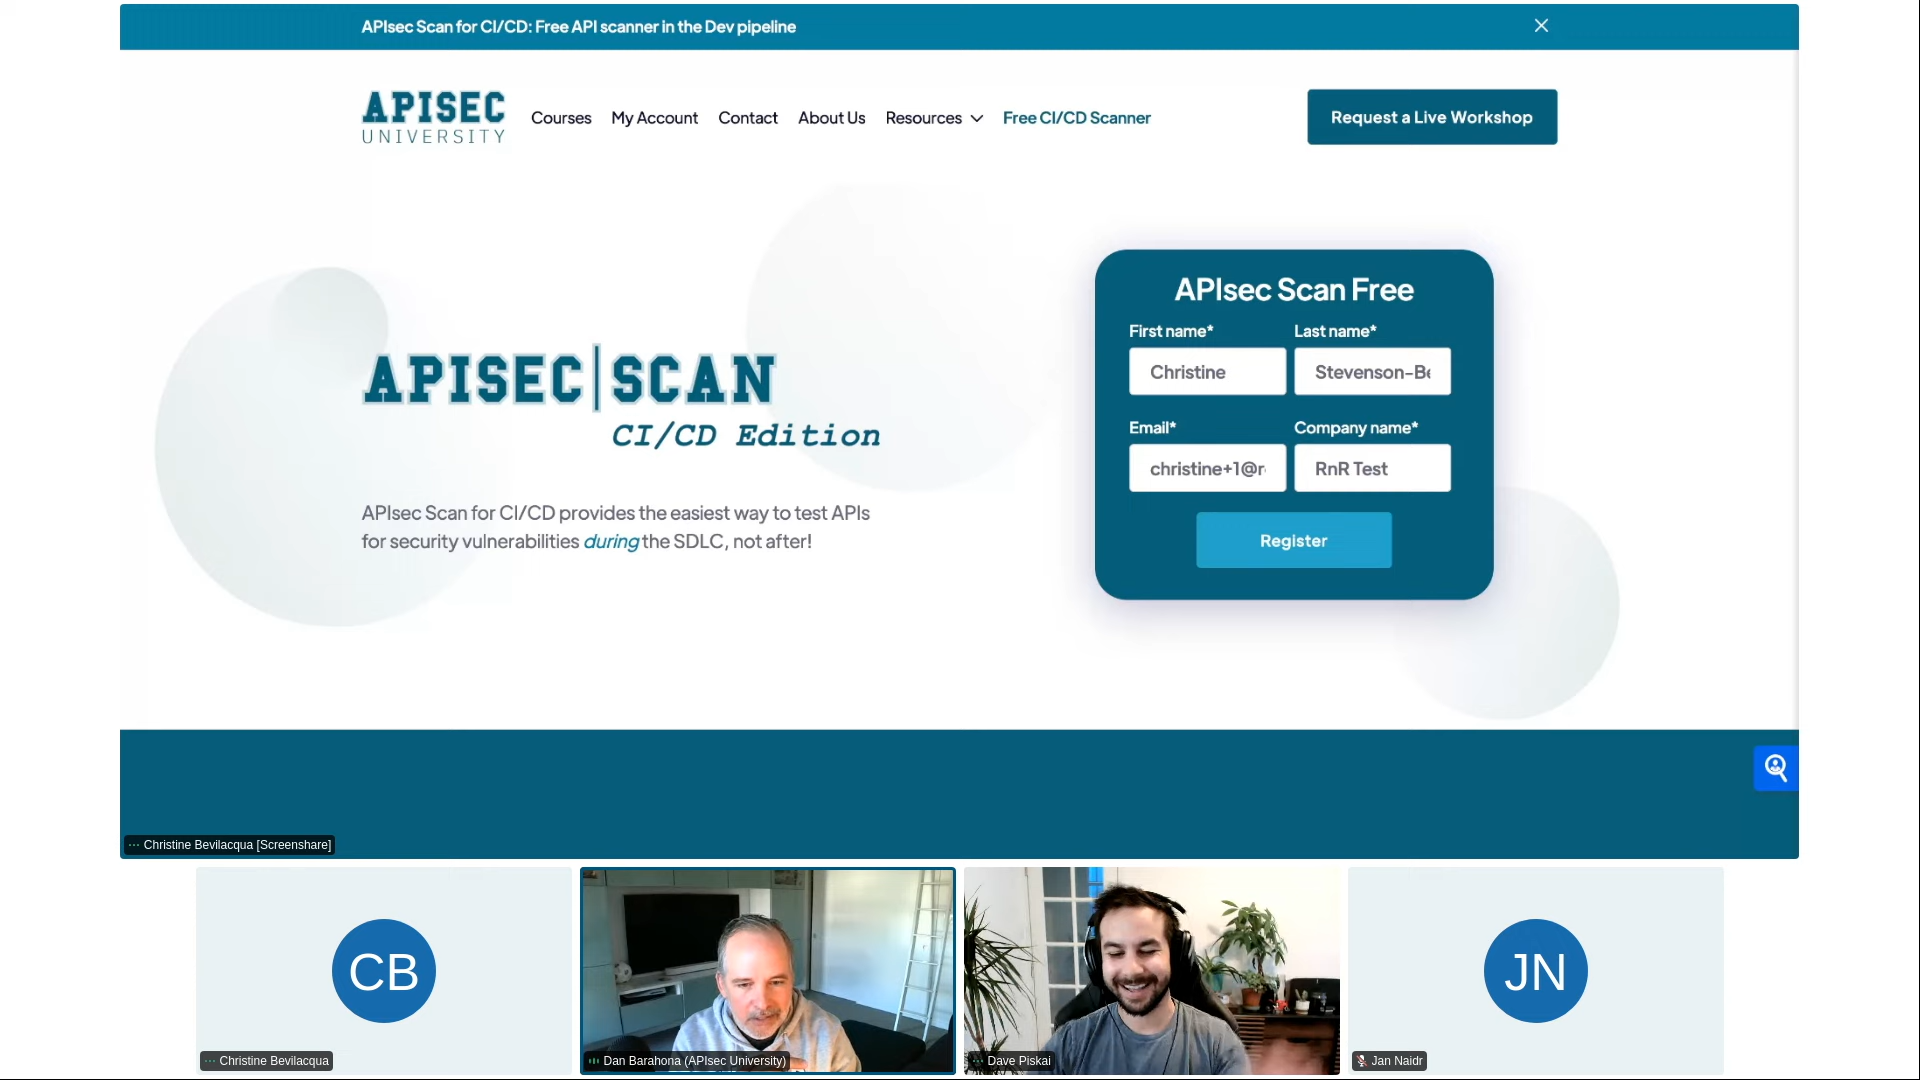 APIsec Scan for CI/CD: Free API scanner in the Dev pipeline
APISEC
UNIVERSITY
Courses My Account Contact About Us Resources Free CI/CD Scanner
Request a Live Workshop
APISEC|SCAN
CI/CD Edition
APIsec Scan for CI/CD provides the easiest way to test APIs
for security vulnerabilities during the SDLC, not after!
APIsec Scan Free
First name* Last name*
Christine Stevenson-Be
Email* Company name*
christine+1@r RnR Test
Register
Christine Bevilacqua [Screenshare]
CB
Christine Bevilacqua
Dan Barahona (APIsec University)
Dave Piskai
JN
Jan Naidr